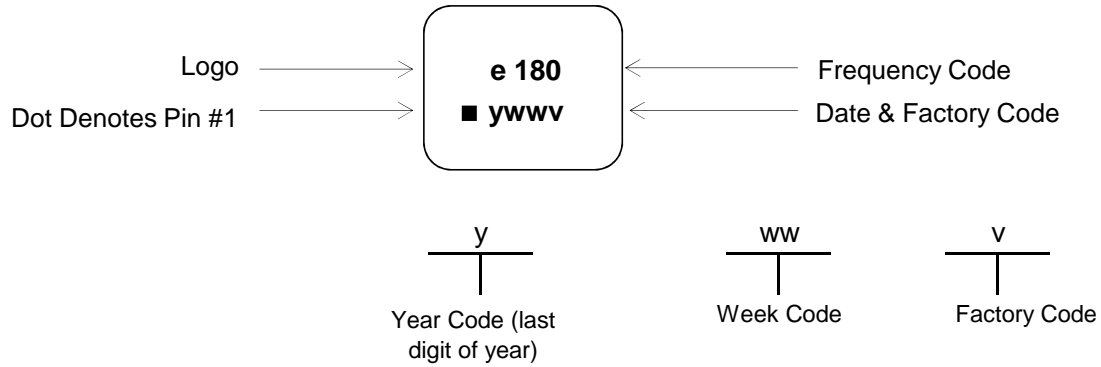 Logo
e 180
Frequency Code
Dot Denotes Pin #1
■ ywwv
Date & Factory Code
y
ww
v
Year Code (last
digit of year)
Week Code
Factory Code